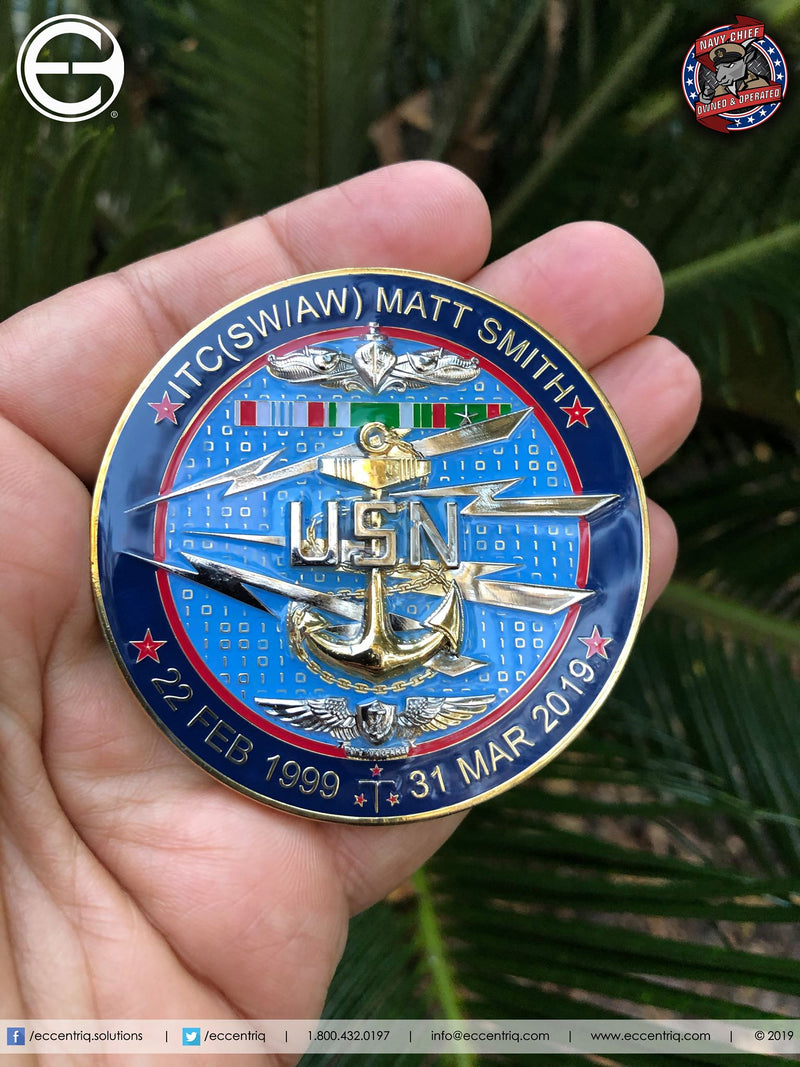 NAVY CHIEF
OWNED & OPERATED
®
ITC(SW/AW) MATT SMITH
USN
22 FEB 1999
31 MAR 2019
/eccentriq.solutions | /eccentriq | 1.800.432.0197 | info@eccentriq.com | www.eccentriq.com | © 2019